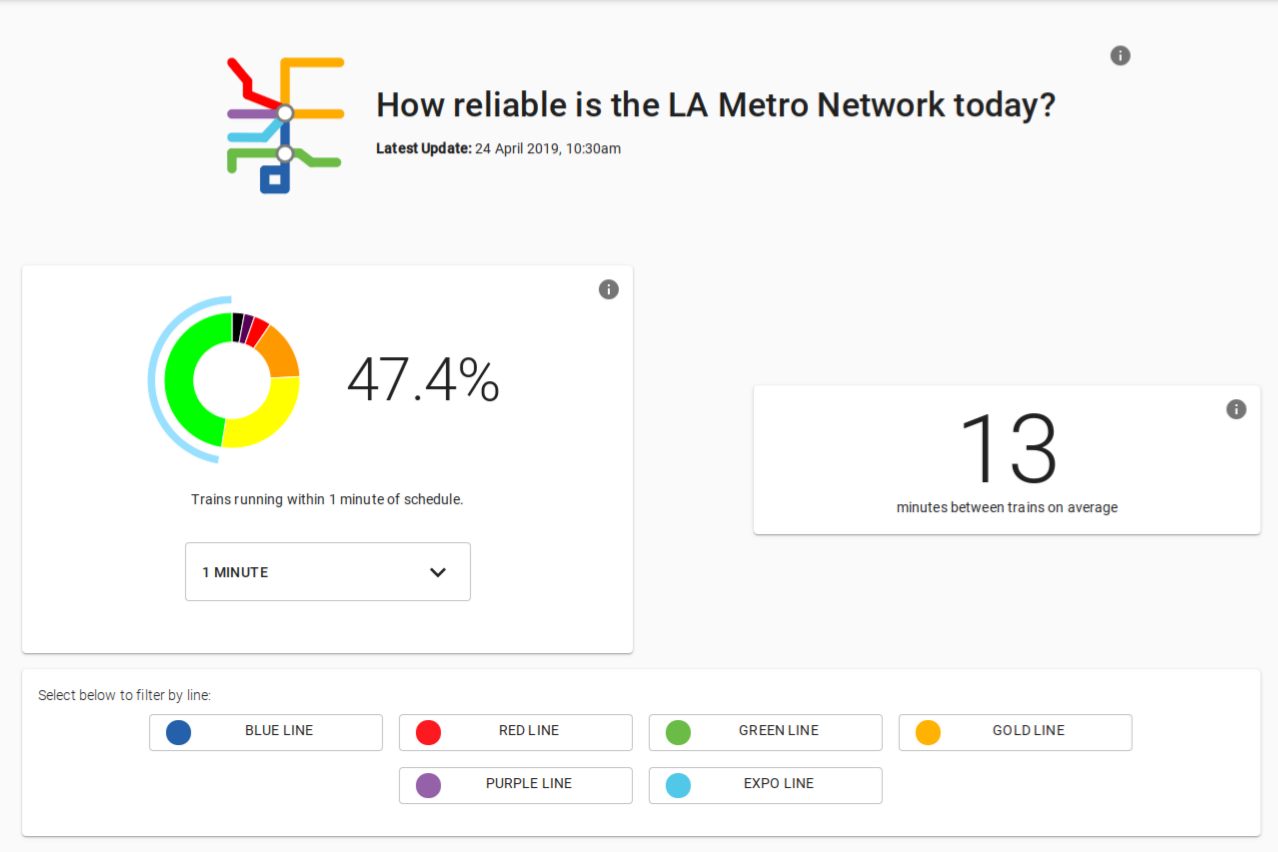 How reliable is the LA Metro Network today?
Latest Update: 24 April 2019, 10:30am
47.4%
Trains running within 1 minute of schedule.
1 MINUTE
13
minutes between trains on average
Select below to filter by line:
BLUE LINE
RED LINE
GREEN LINE
GOLD LINE
PURPLE LINE
EXPO LINE